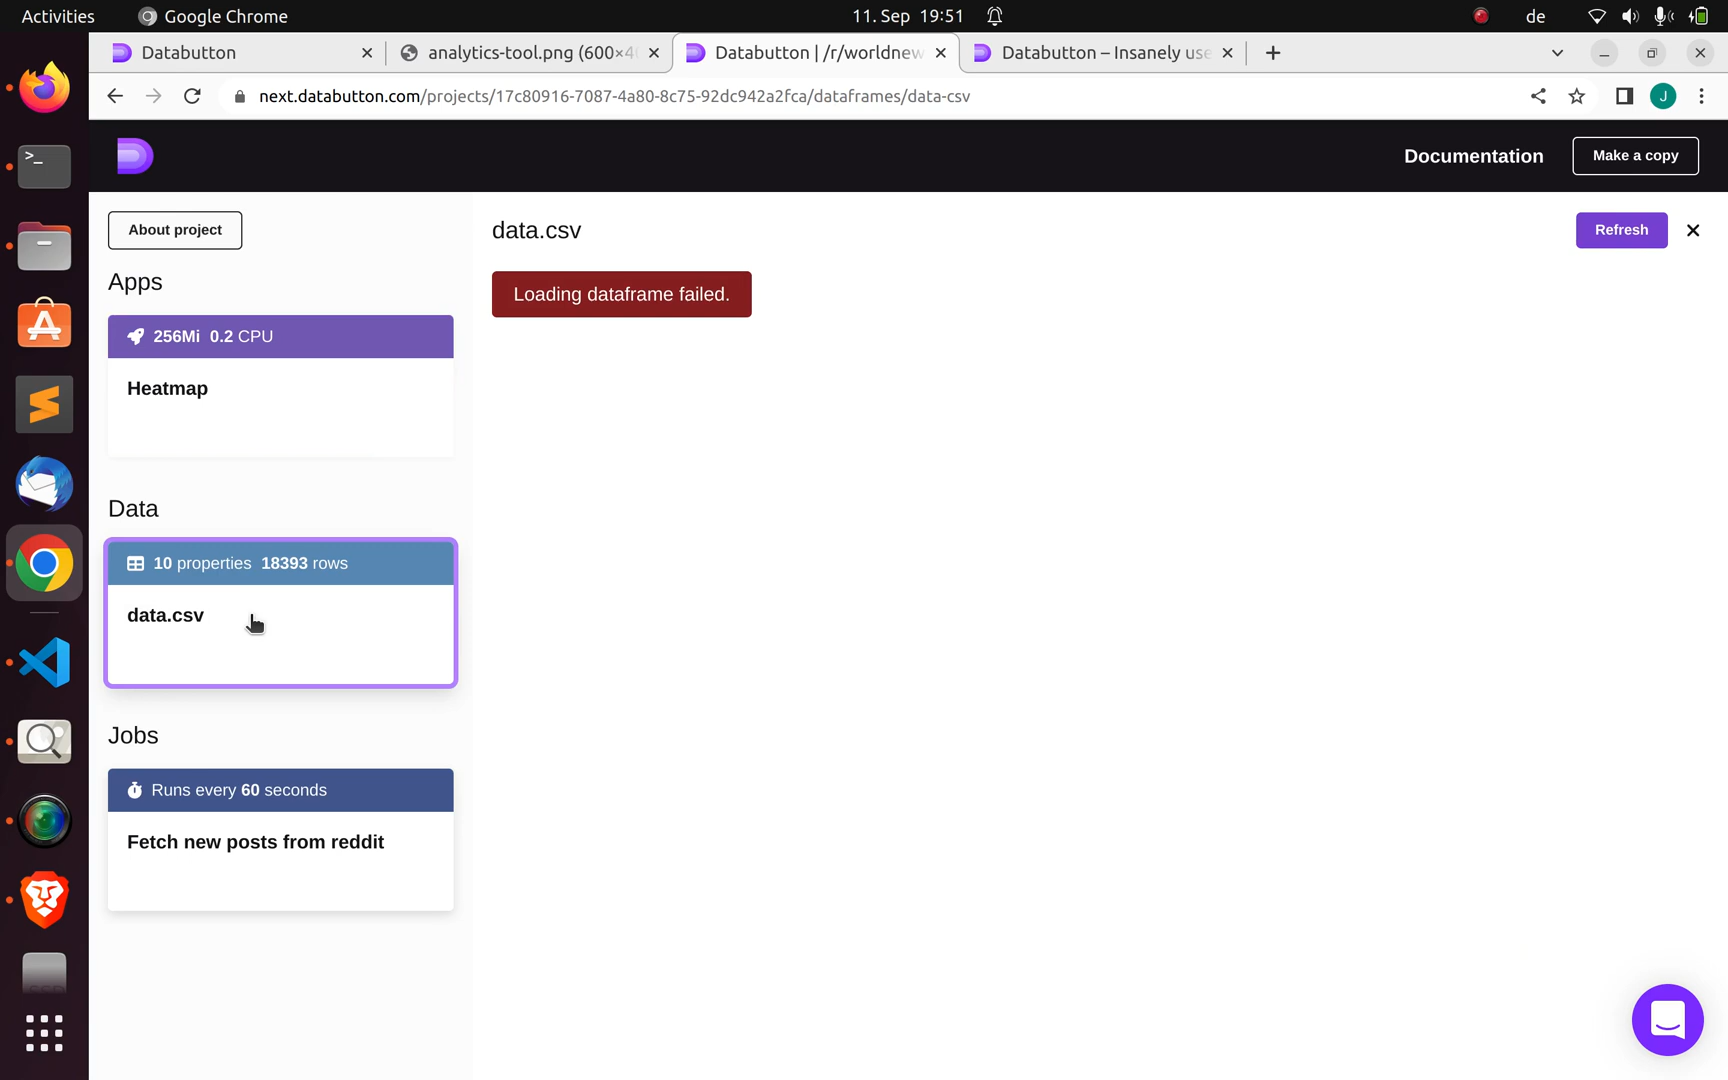 Activities
Google Chrome
11. Sep 19:51
de
Databutton
analytics-tool.png (600×4
Databutton | /r/worldnew
Databutton – Insanely use
next.databutton.com/projects/17c80916-7087-4a80-8c75-92dc942a2fca/dataframes/data-csv
J
Documentation
Make a copy
About project
data.csv
Refresh
Apps
Loading dataframe failed.
256Mi 0.2 CPU
Heatmap
Data
10 properties 18393 rows
data.csv
Jobs
Runs every 60 seconds
Fetch new posts from reddit